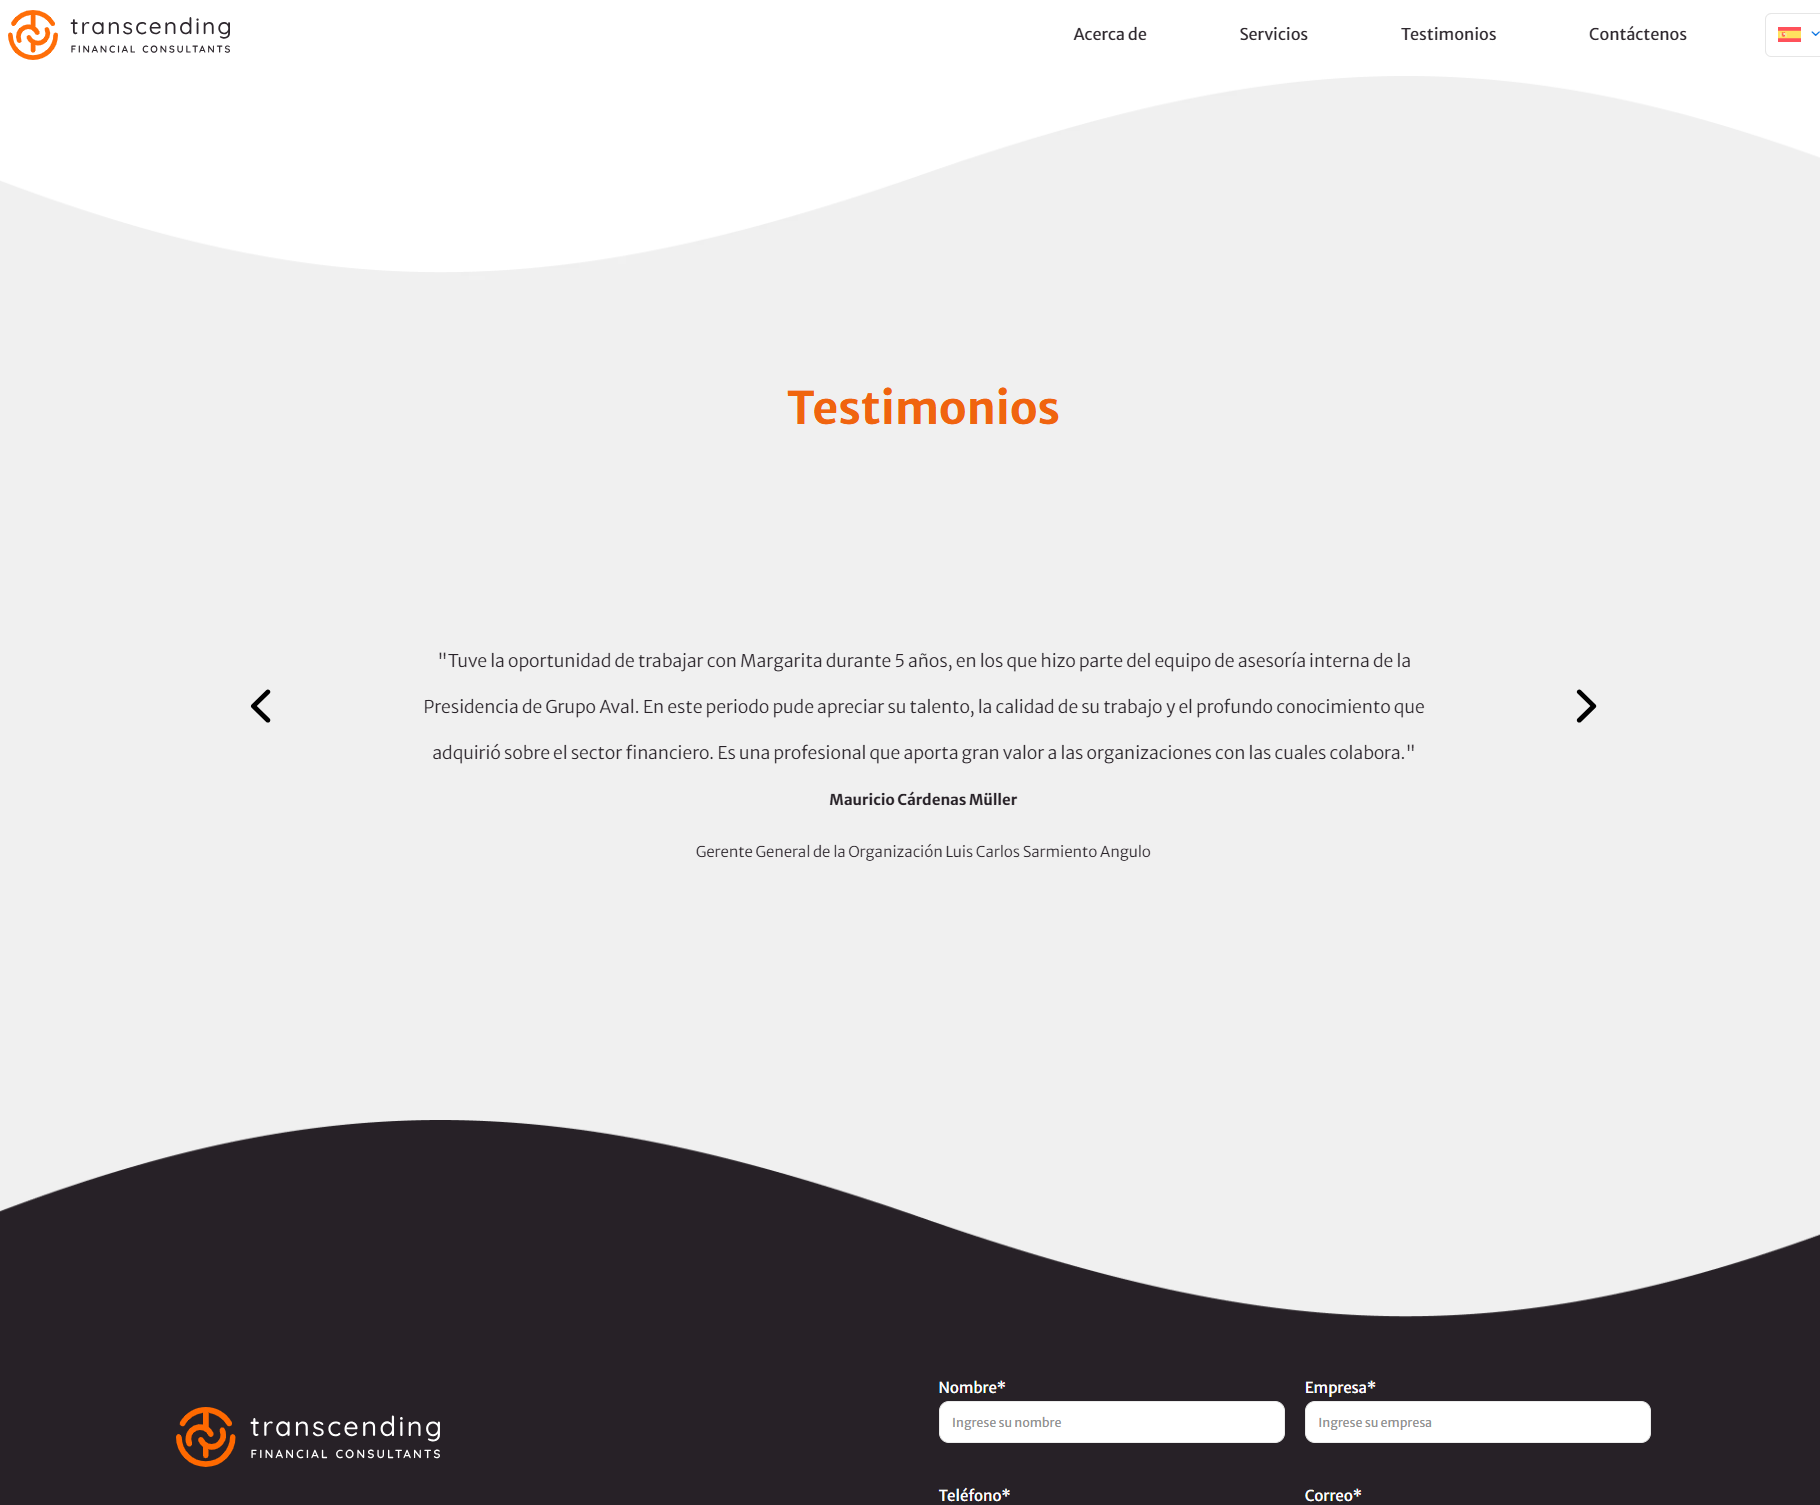 transcending
FINANCIAL CONSULTANTS
Acerca de
Servicios
Testimonios
Contáctenos
Testimonios
"Tuve la oportunidad de trabajar con Margarita durante 5 años, en los que hizo parte del equipo de asesoría interna de la
Presidencia de Grupo Aval. En este periodo pude apreciar su talento, la calidad de su trabajo y el profundo conocimiento que
adquirió sobre el sector financiero. Es una profesional que aporta gran valor a las organizaciones con las cuales colabora."
Mauricio Cárdenas Müller
Gerente General de la Organización Luis Carlos Sarmiento Angulo
transcending
FINANCIAL CONSULTANTS
Nombre*
Ingrese su nombre
Empresa*
Ingrese su empresa
Teléfono*
Correo*